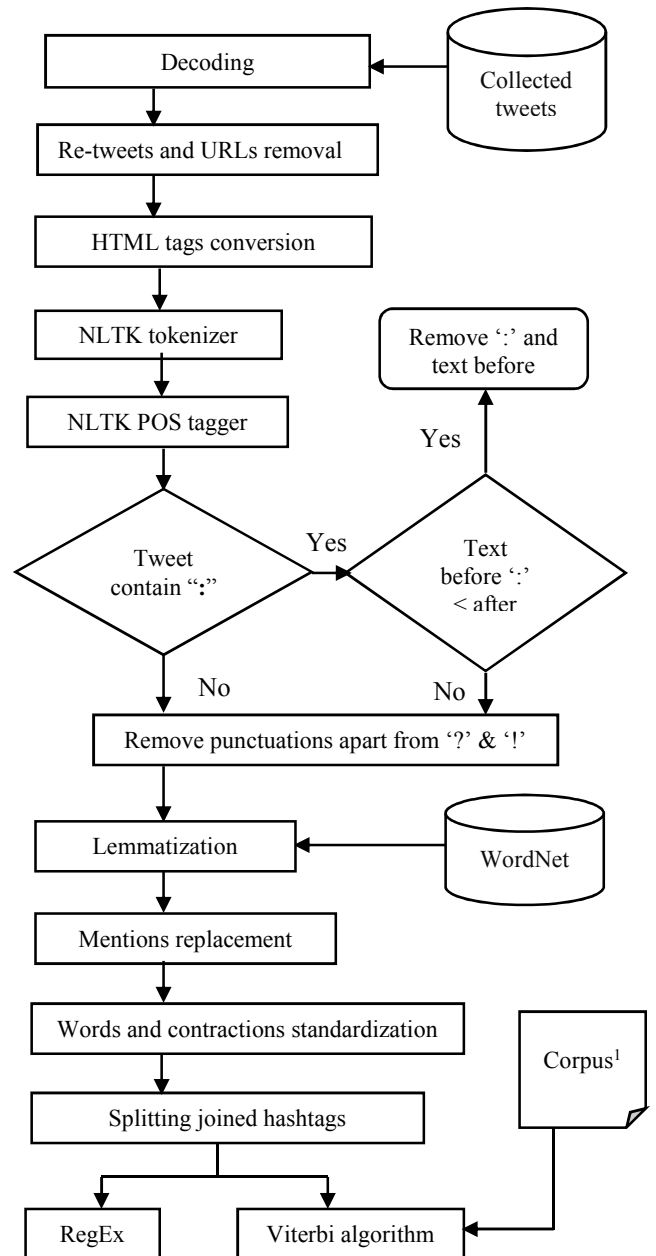 Decoding
Collected
tweets
Re-tweets and URLs removal
HTML tags conversion
NLTK tokenizer
Remove ‘:’ and
text before
NLTK POS tagger
Yes
Tweet
contain “:”
Yes
Text
before ‘:’
< after
No
No
Remove punctuations apart from ‘?’ & ‘!’
Lemmatization
WordNet
Mentions replacement
Words and contractions standardization
Corpus1
Splitting joined hashtags
RegEx
Viterbi algorithm